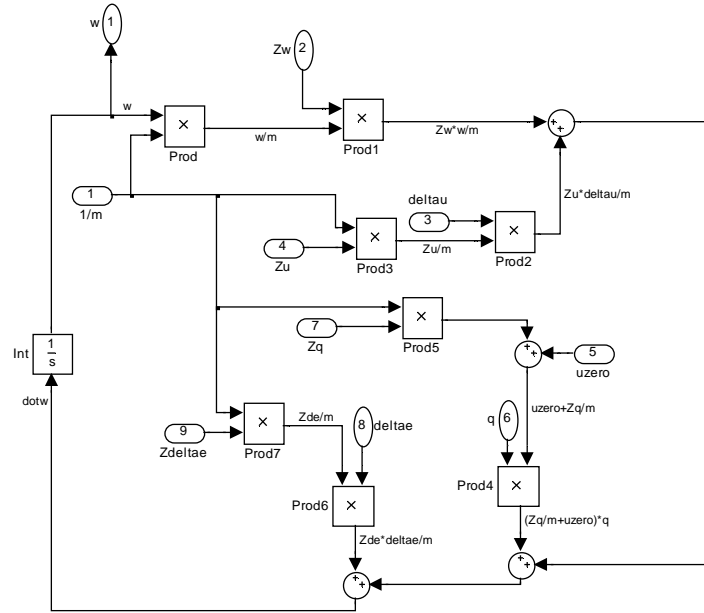 w
1
Zw
2
w
×
Prod
w/m
×
Prod1
Zw*w/m
+
+
Zu*deltau/m
1
1/m
deltau
3
4
Zu
×
Prod3
Zu/m
×
Prod2
7
Zq
×
Prod5
+
+
5
uzero
Int
1
s
dotw
uzero+Zq/m
9
Zdeltae
×
Prod7
Zde/m
8
deltae
q
6
Prod4
×
Prod6
×
(Zq/m+uzero)*q
Zde*deltae/m
+
+
+
+